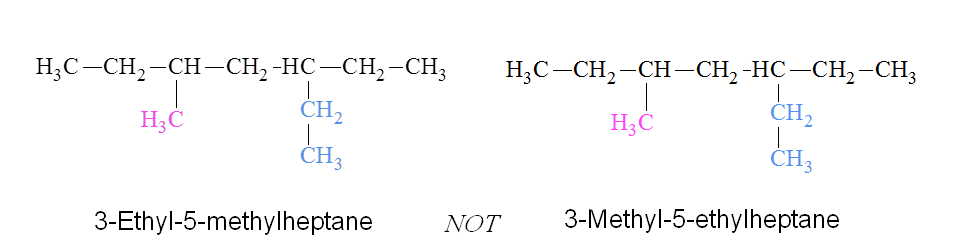 H₃C—CH₂—CH—CH₂-HC—CH₂—CH₃
H₃C
CH₂
CH₃
3-Ethyl-5-methylheptane
NOT
H₃C—CH₂—CH—CH₂-HC—CH₂—CH₃
H₃C
CH₂
CH₃
3-Methyl-5-ethylheptane